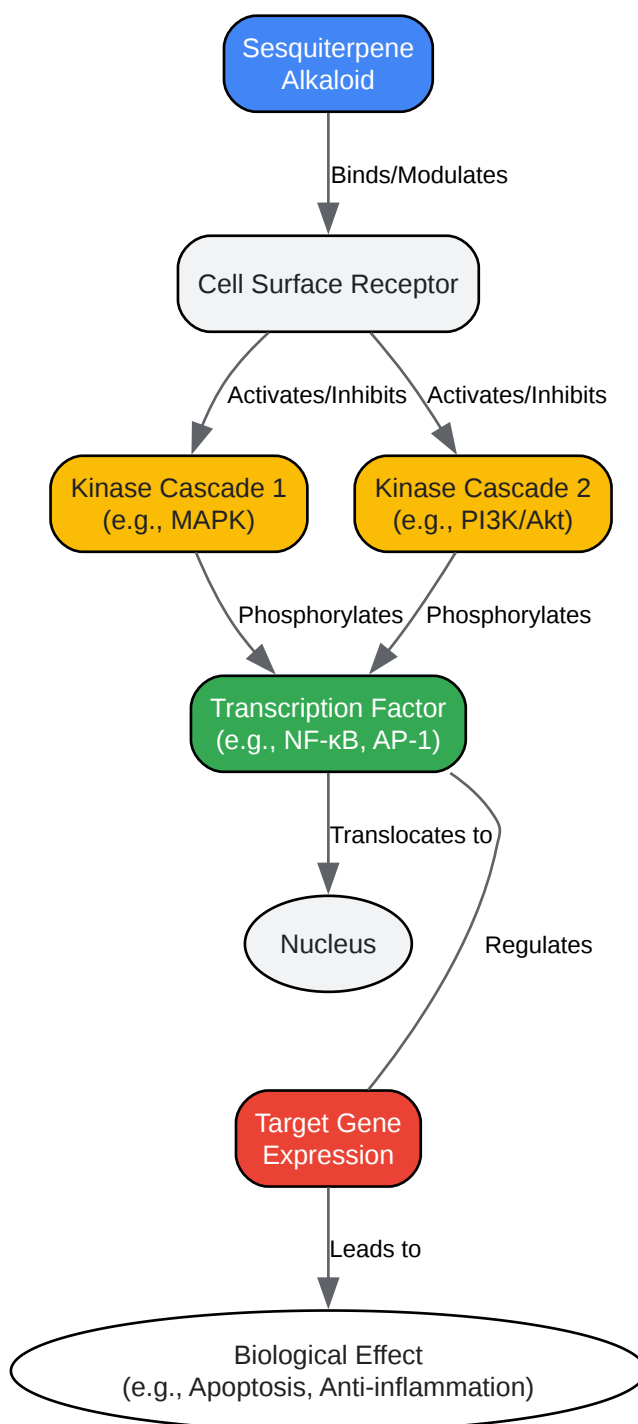 Sesquiterpene
Alkaloid
Binds/Modulates
Cell Surface Receptor
Activates/Inhibits
Activates/Inhibits
Kinase Cascade 1
(e.g., MAPK)
Kinase Cascade 2
(e.g., PI3K/Akt)
Phosphorylates
Phosphorylates
Transcription Factor
(e.g., NF-κB, AP-1)
Translocates to
Nucleus
Regulates
Target Gene
Expression
Leads to
Biological Effect
(e.g., Apoptosis, Anti-inflammation)